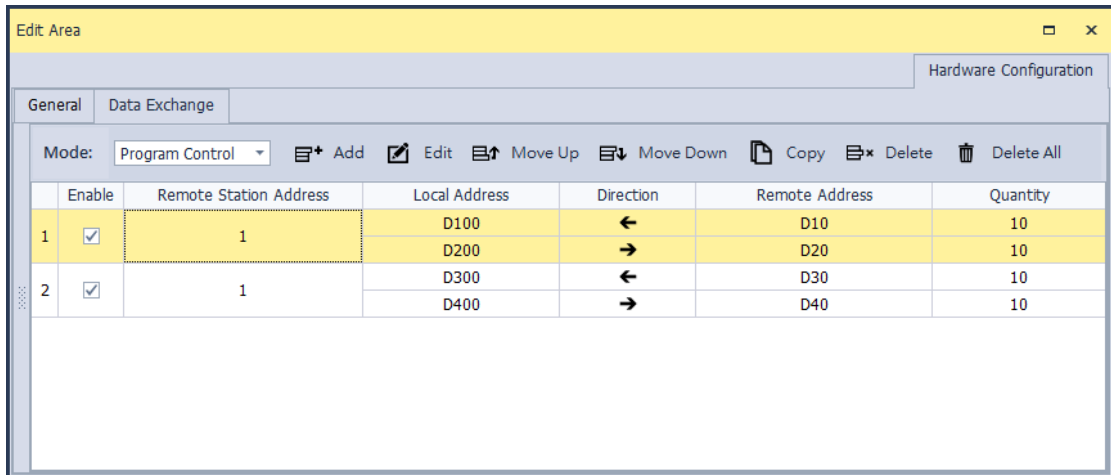 Edit Area
Hardware Configuration
General Data Exchange
Mode: Program Control Add Edit Move Up Move Down Copy Delete Delete All
Enable Remote Station Address Local Address Direction Remote Address Quantity
1 1 D100 ← D10 10
D200 → D20 10
2 1 D300 ← D30 10
D400 → D40 10